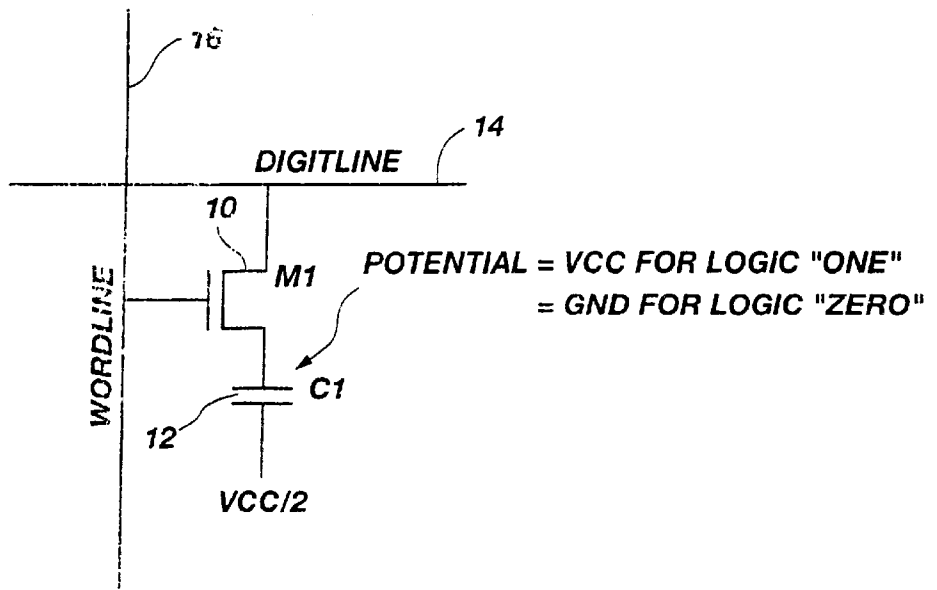 16
14
DIGITLINE
10
M1
POTENTIAL = VCC FOR LOGIC "ONE"
= GND FOR LOGIC "ZERO"
WORDLINE
C1
12
VCC/2